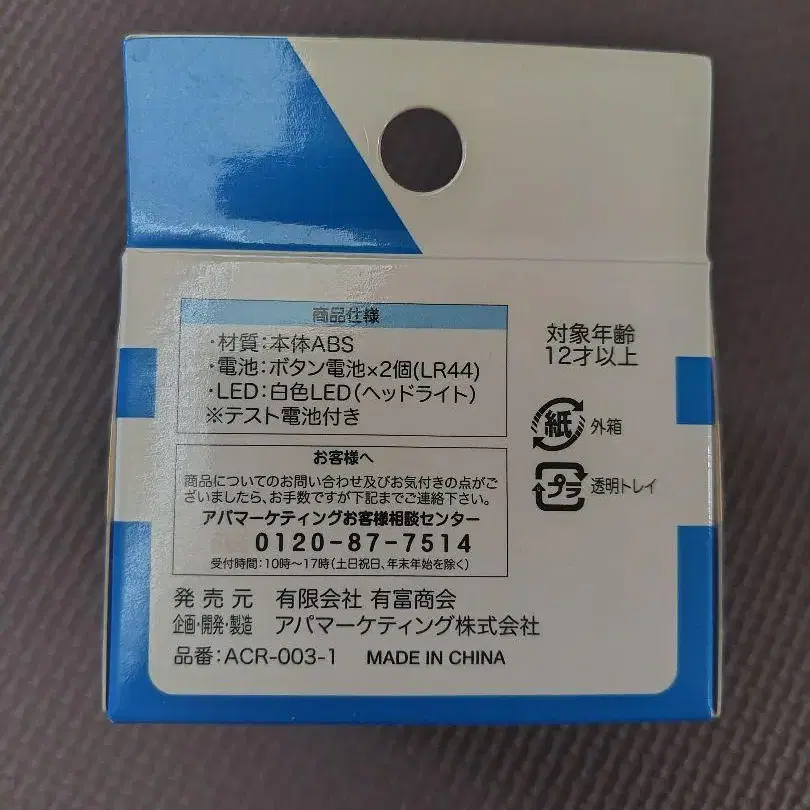 商品仕様
・材質:本体ABS
・電池:ボタン電池×2個(LR44)
・LED:白色LED(ヘッドライト)
※テスト電池付き
対象年齢
12才以上
紙 外箱
プラ 透明トレイ
お客様へ
商品についてのお問い合わせ及びお気付きの点がご
ざいましたら、お手数ですが下記までご連絡下さい。
アパマーケティングお客様相談センター
0120-87-7514
受付時間:10時〜17時(土日祝日、年末年始を除く)
発売元 有限会社 有富商会
企画・開発・製造 アパマーケティング株式会社
品番:ACR-003-1 MADE IN CHINA